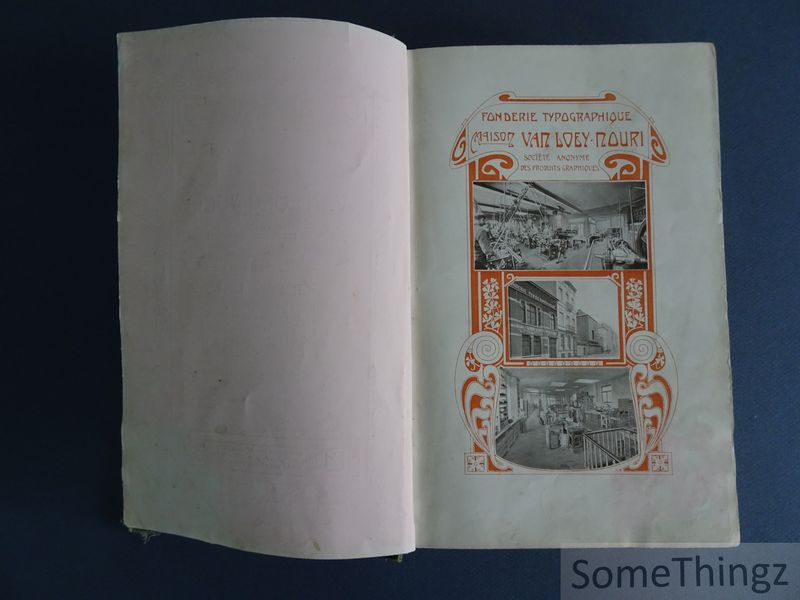 FONDERIE TYPOGRAPHIQUE
MAISON VAN LOEY-NOURI
SOCIÉTÉ ANONYME
DES PRODUITS GRAPHIQUES
SomeThingz